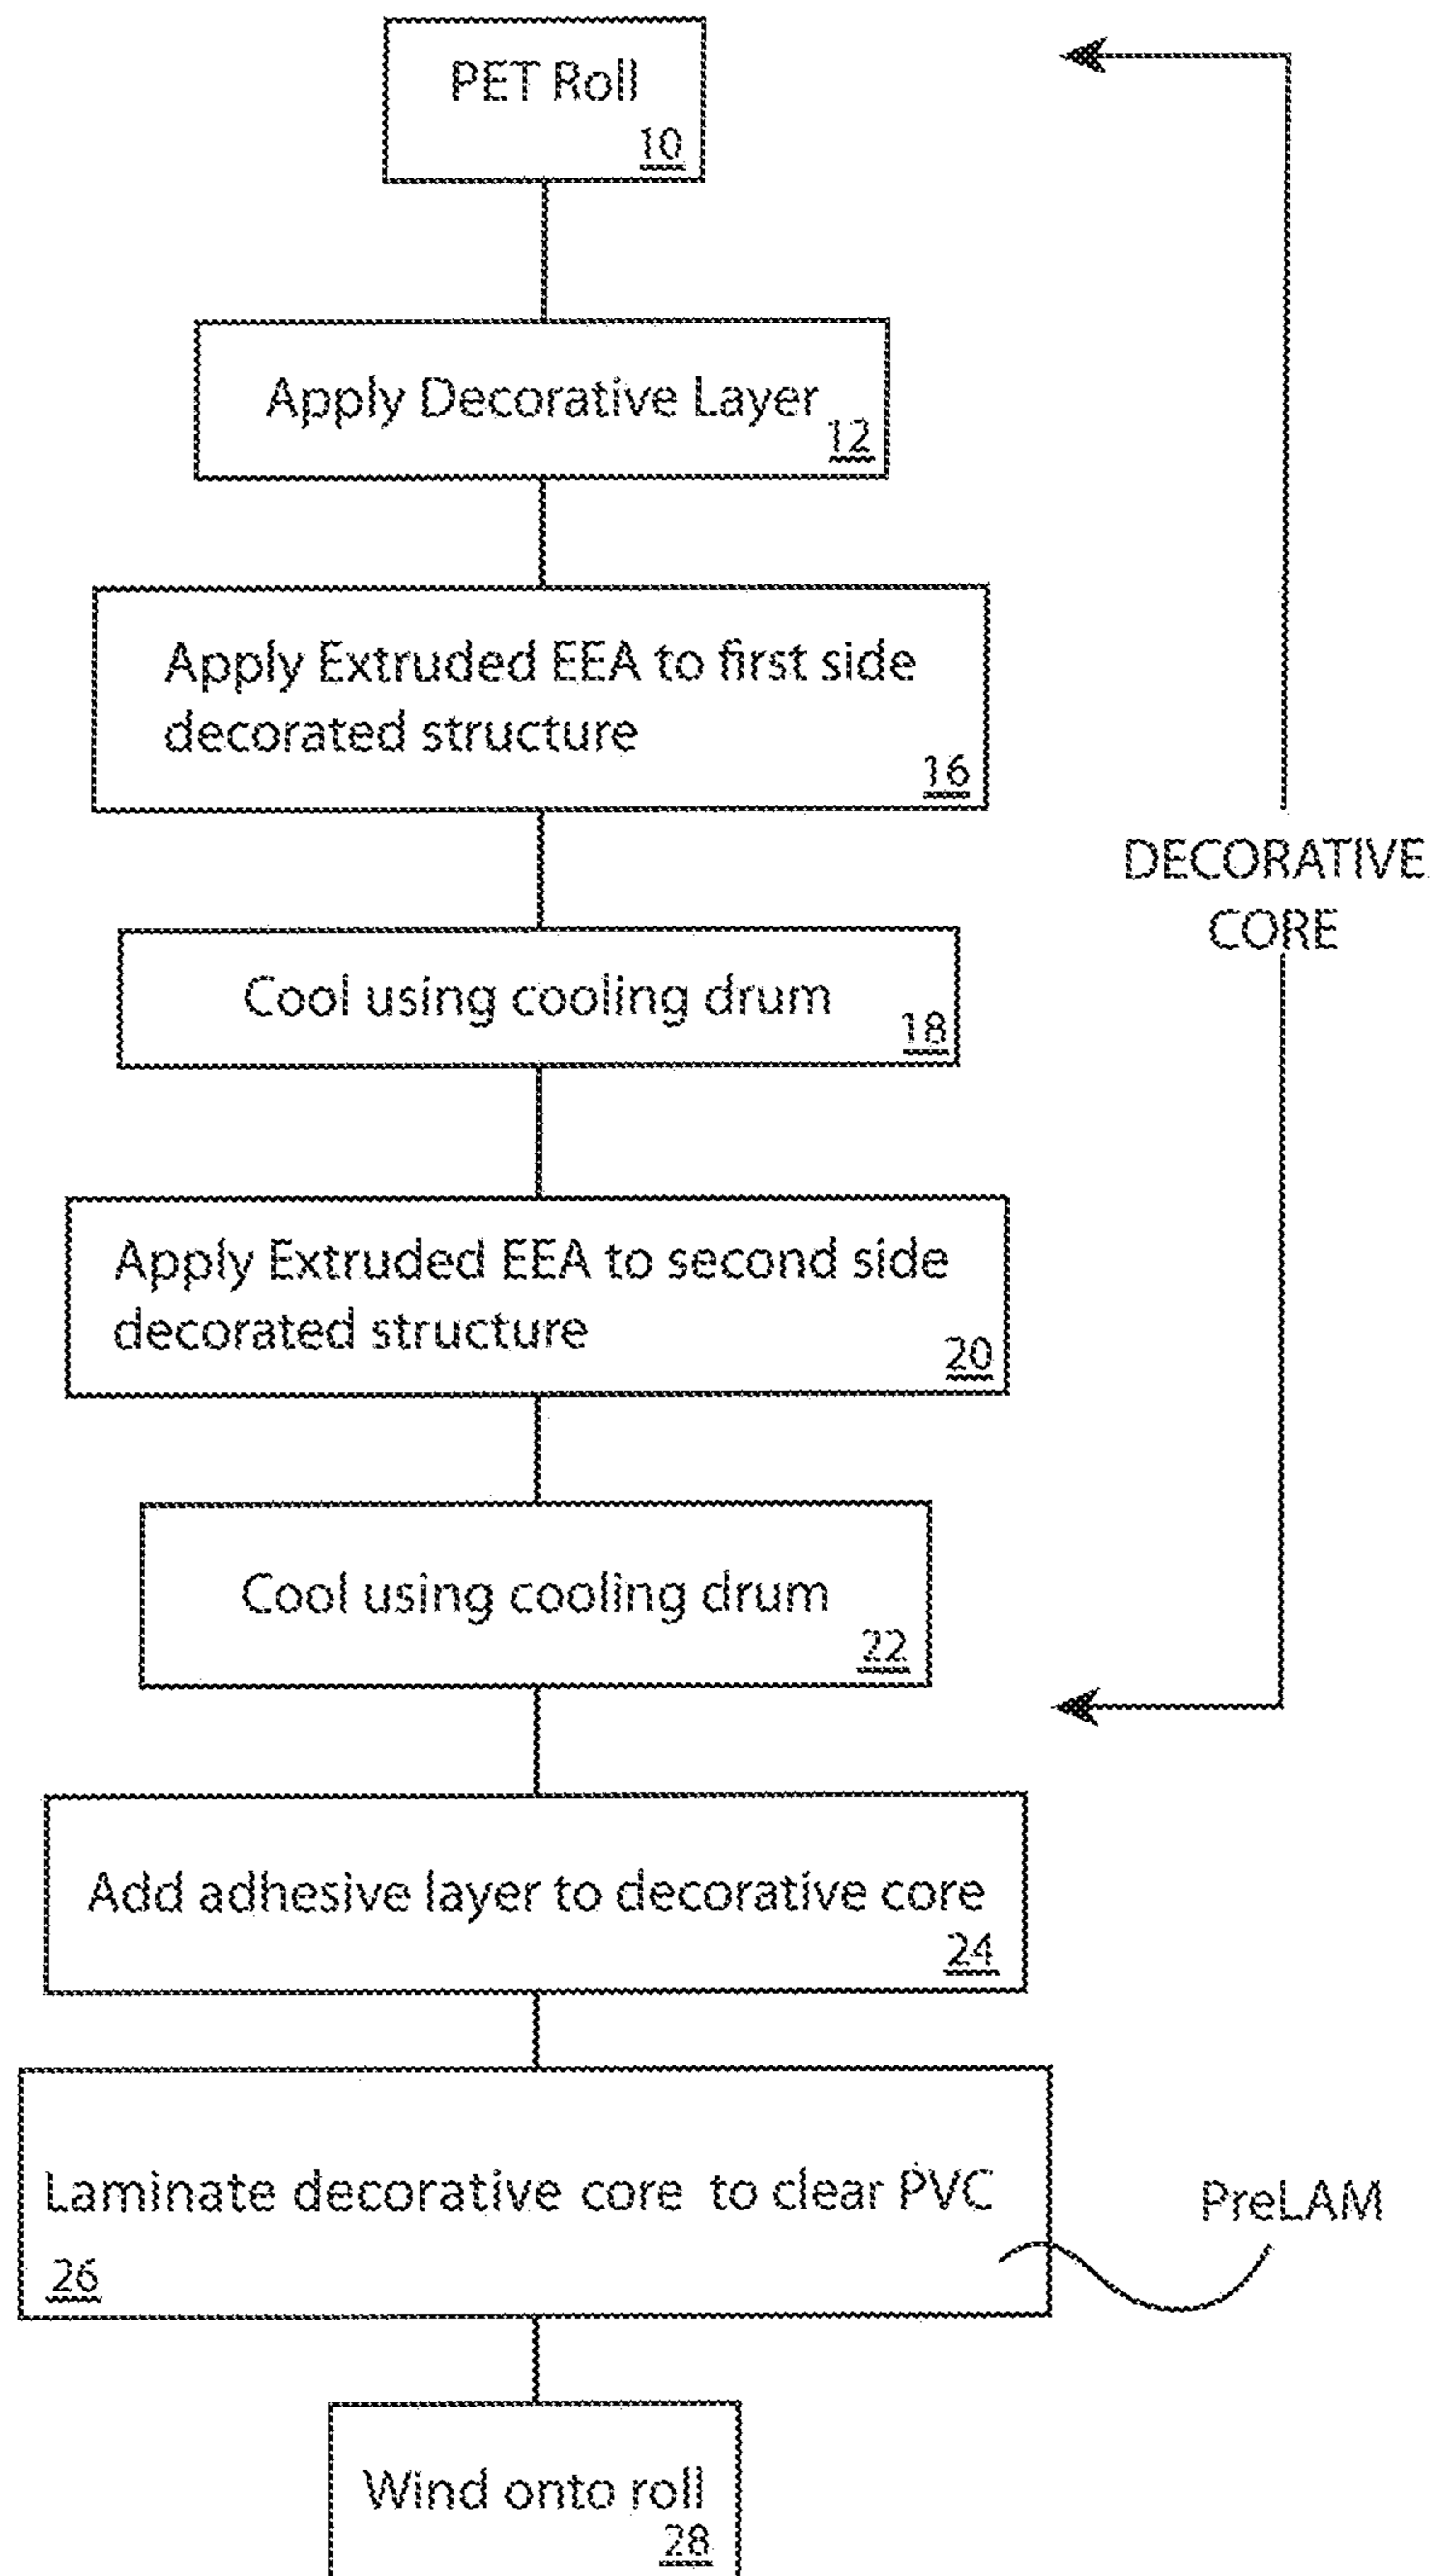 PET Roll
10
Apply Decorative Layer
12
Apply Extruded EEA to first side
decorated structure
16
DECORATIVE
CORE
Cool using cooling drum
18
Apply Extruded EEA to second side
decorated structure
20
Cool using cooling drum
22
Add adhesive layer to decorative core
24
Laminate decorative core to clear PVC
26
PreLAM
Wind onto roll
28